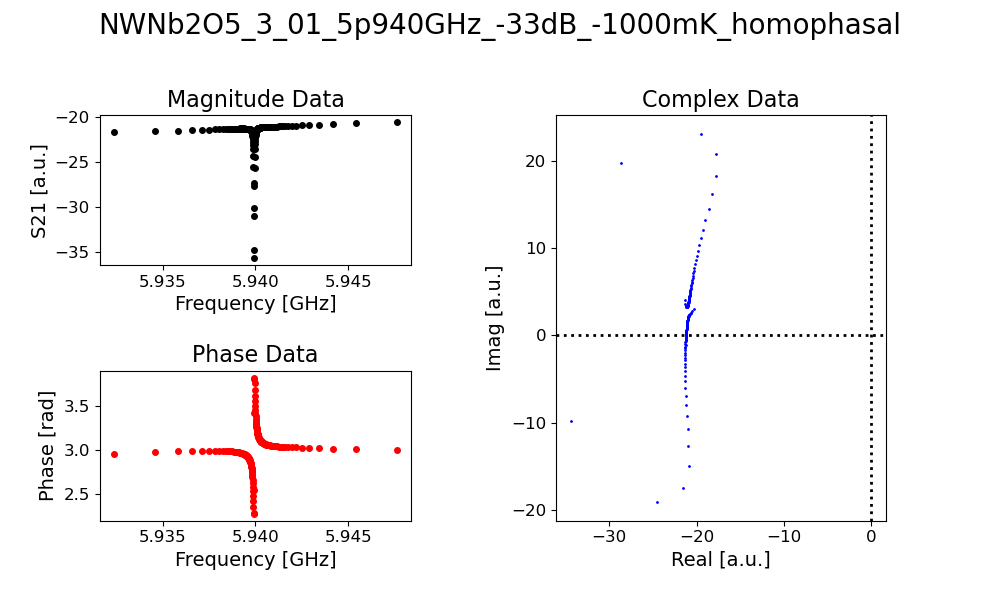 NWNb2O5_3_01_5p940GHz_-33dB_-1000mK_homophasal
Magnitude Data
S21 [a.u.]
−20
−25
−30
−35
5.935 5.940 5.945
Frequency [GHz]
Phase Data
Phase [rad]
3.5
3.0
2.5
5.935 5.940 5.945
Frequency [GHz]
Complex Data
Imag [a.u.]
20
10
0
−10
−20
−30 −20 −10 0
Real [a.u.]